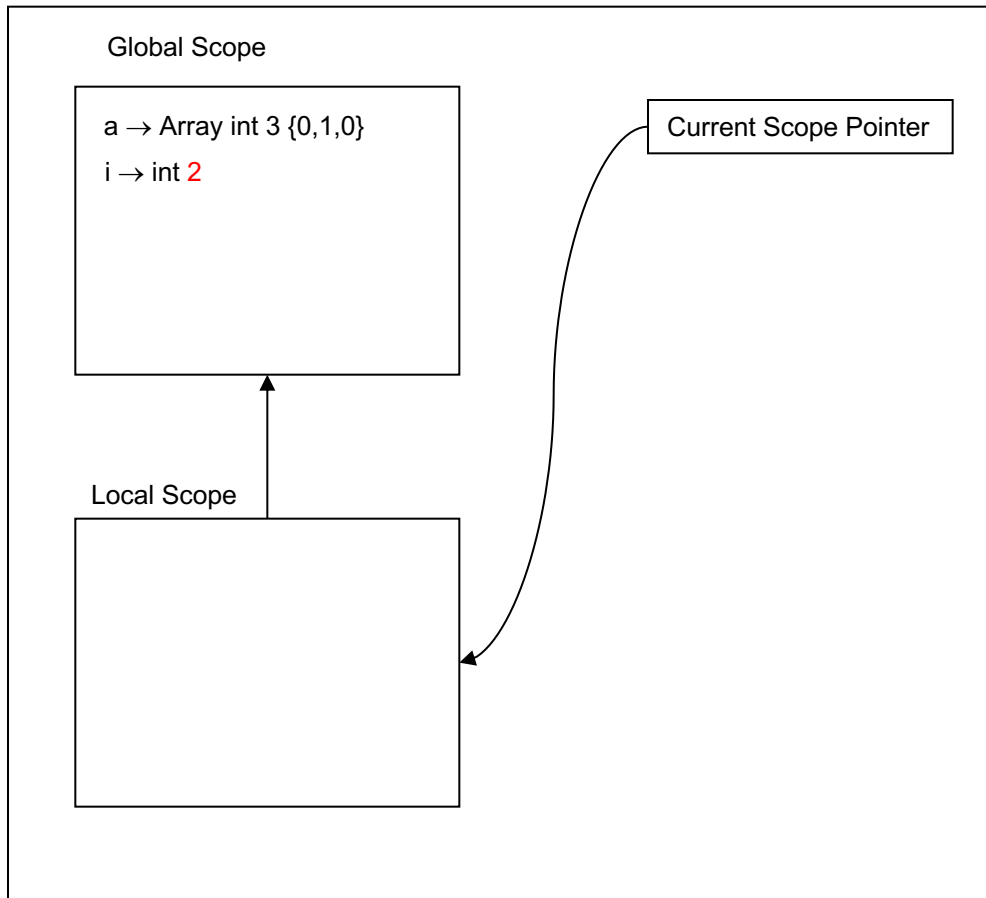 Global Scope
a → Array int 3 {0,1,0}
i → int 2
Current Scope Pointer
Local Scope